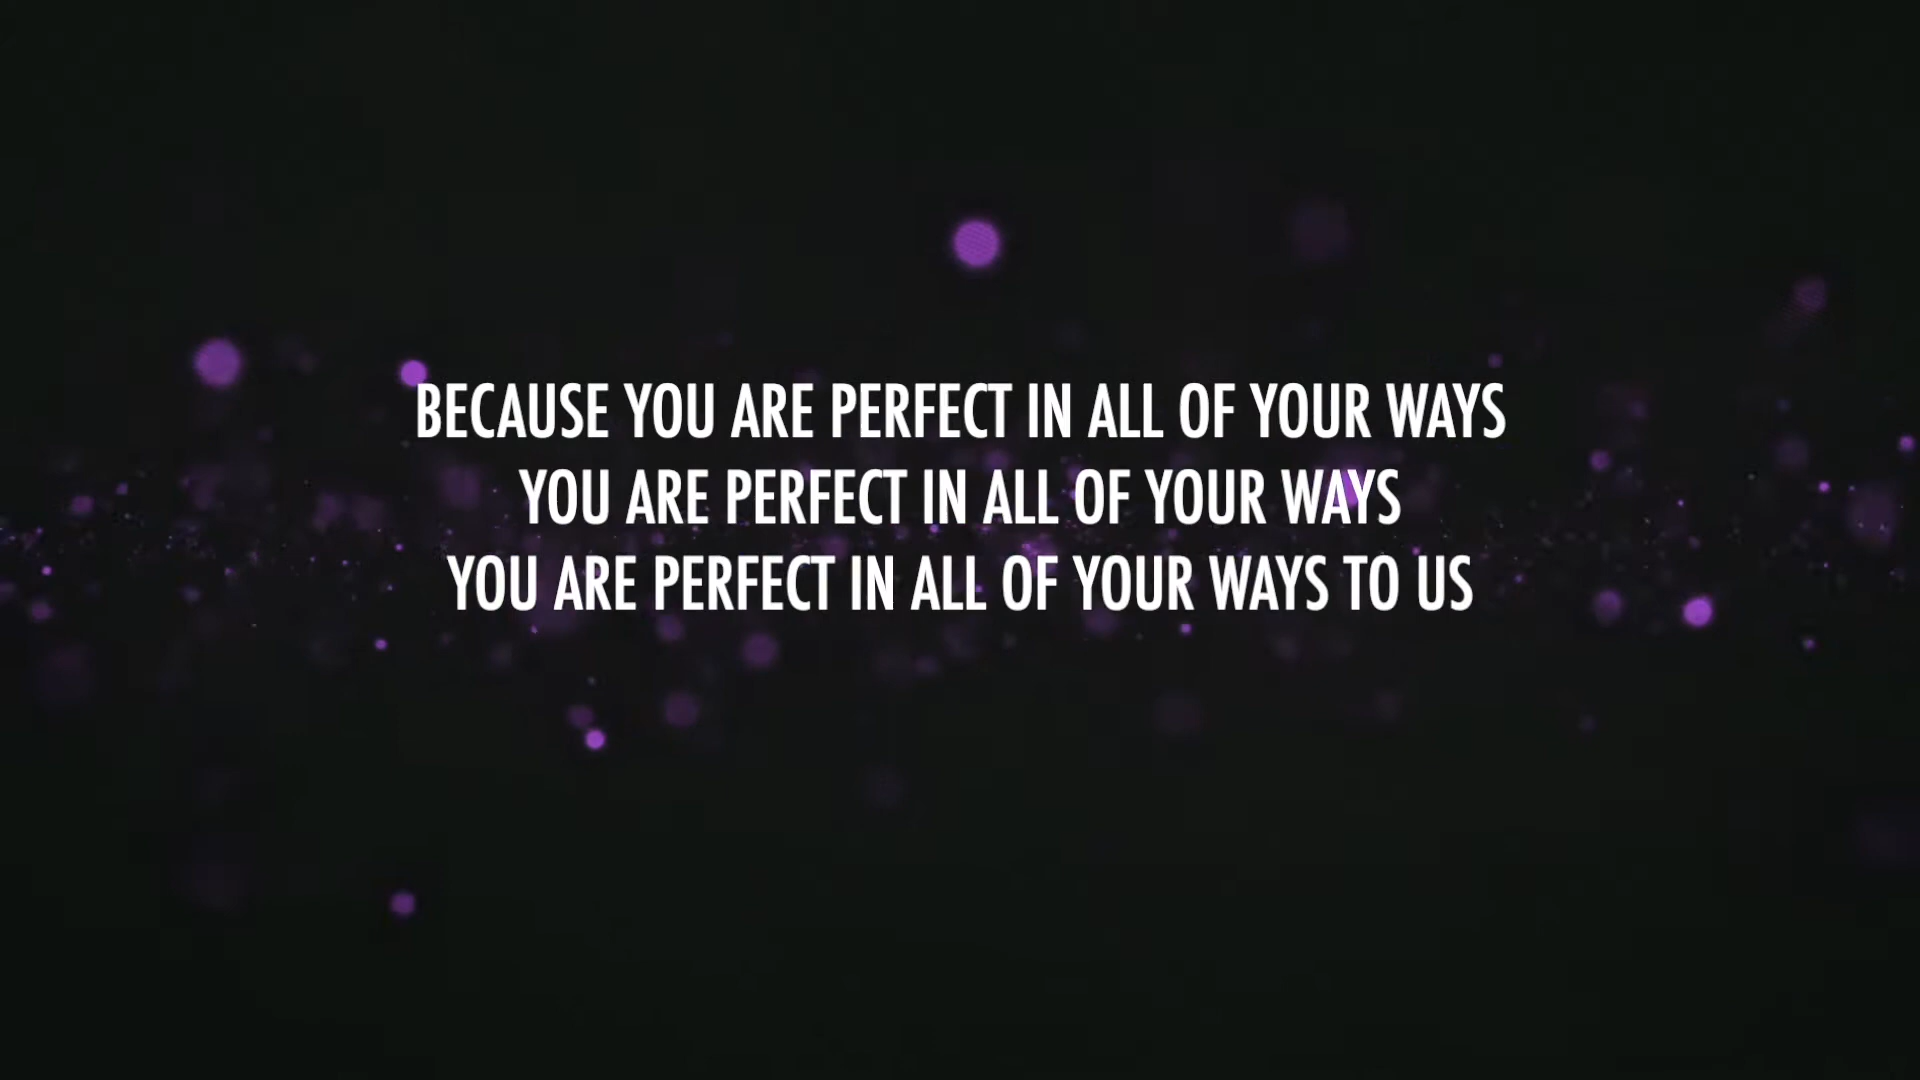 BECAUSE YOU ARE PERFECT IN ALL OF YOUR WAYS
YOU ARE PERFECT IN ALL OF YOUR WAYS
YOU ARE PERFECT IN ALL OF YOUR WAYS TO US